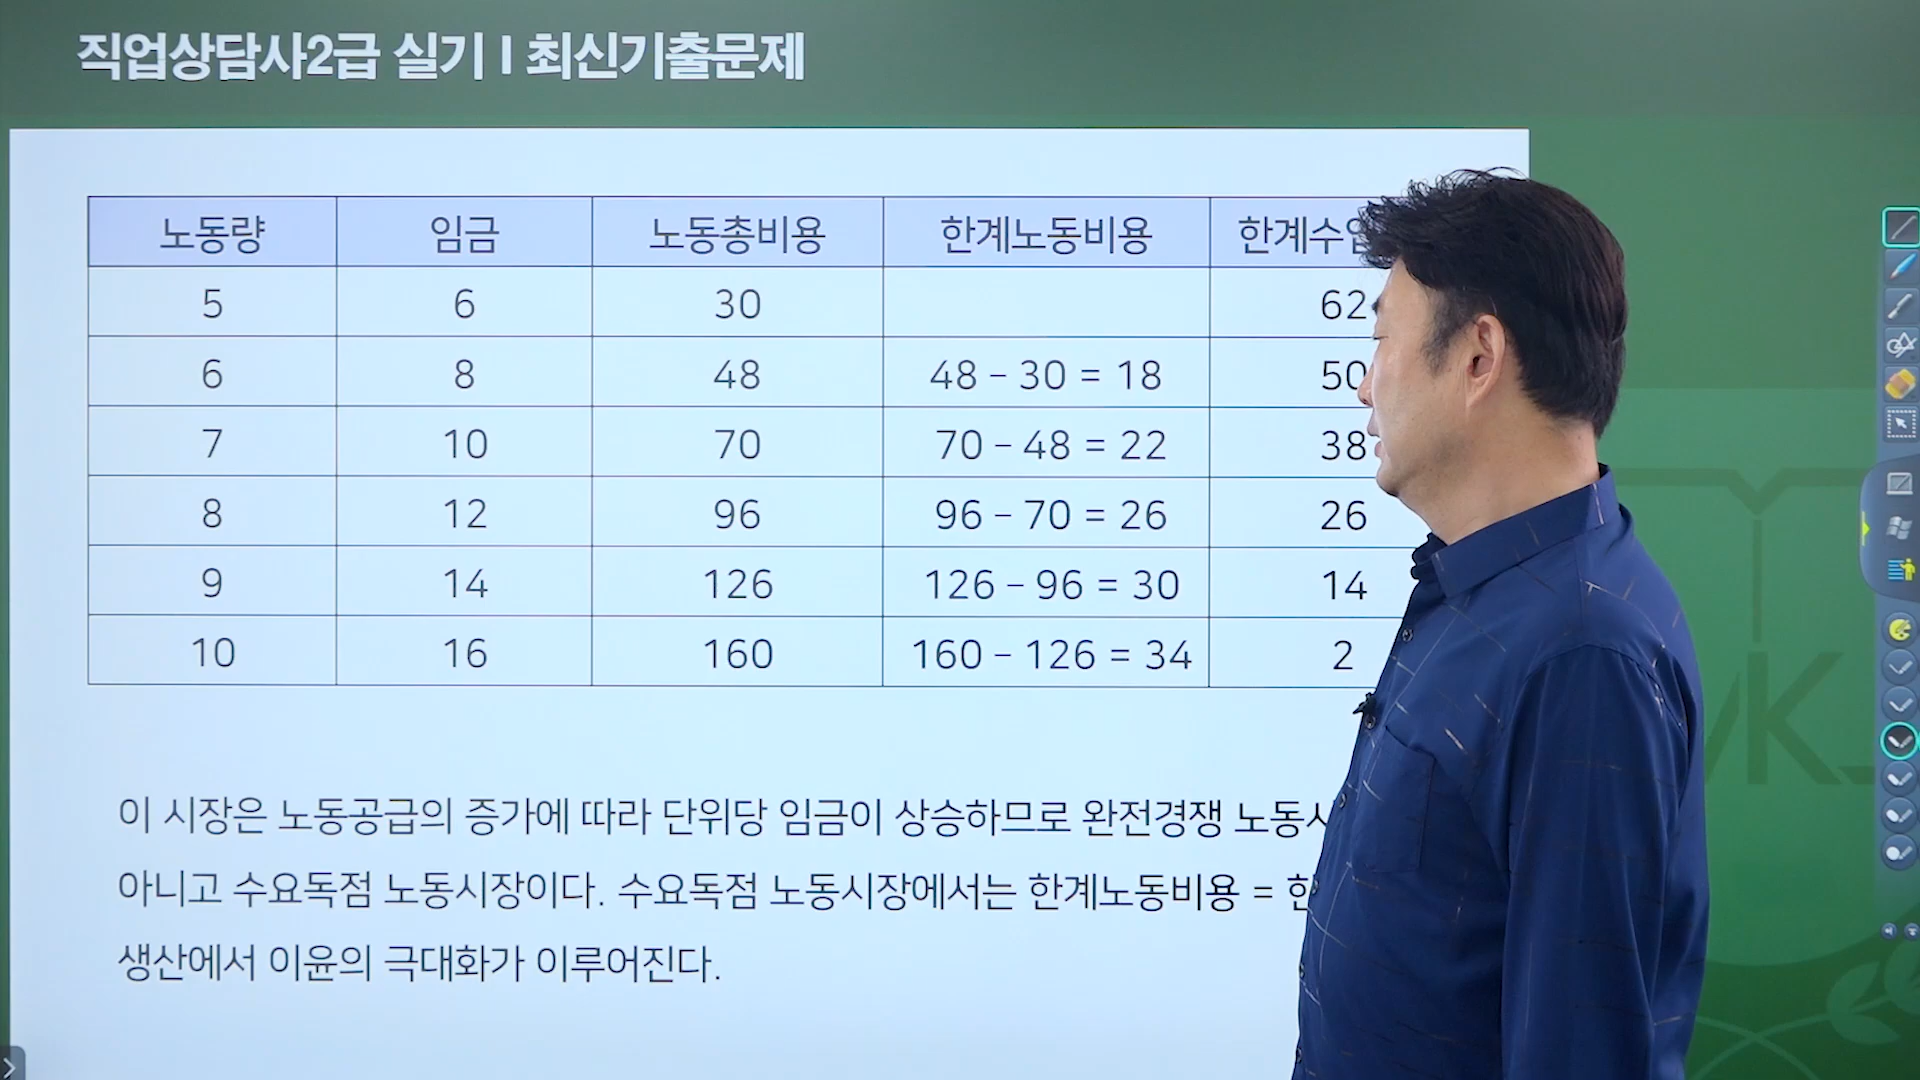 직업상담사2급 실기 | 최신기출문제
노동량 임금 노동총비용 한계노동비용
5 6 30 62
6 8 48 48 - 30 = 18 50
7 10 70 70 - 48 = 22 38
8 12 96 96 - 70 = 26 26
9 14 126 126 - 96 = 30 14
10 16 160 160 - 126 = 34 2
이 시장은 노동공급의 증가에 따라 단위당 임금이 상승하므로 완전경쟁
아니고 수요독점 노동시장이다. 수요독점 노동시장에서는 한계노동비용 =
생산에서 이윤의 극대화가 이루어진다.